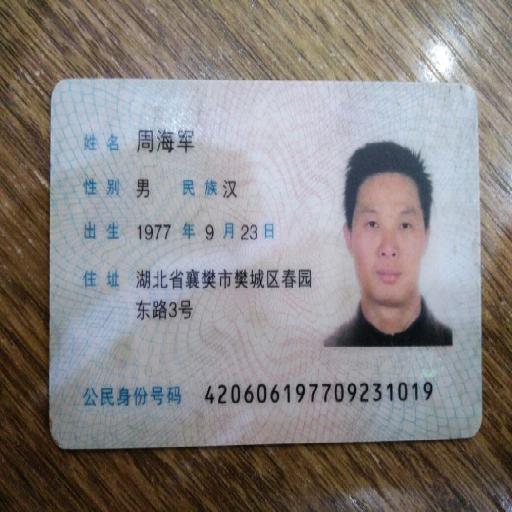 姓名 周海军
性别 男 民族 汉
出生 1977 年 9 月 23 日
住址 湖北省襄樊市樊城区春园
东路3号
公民身份号码 420606197709231019